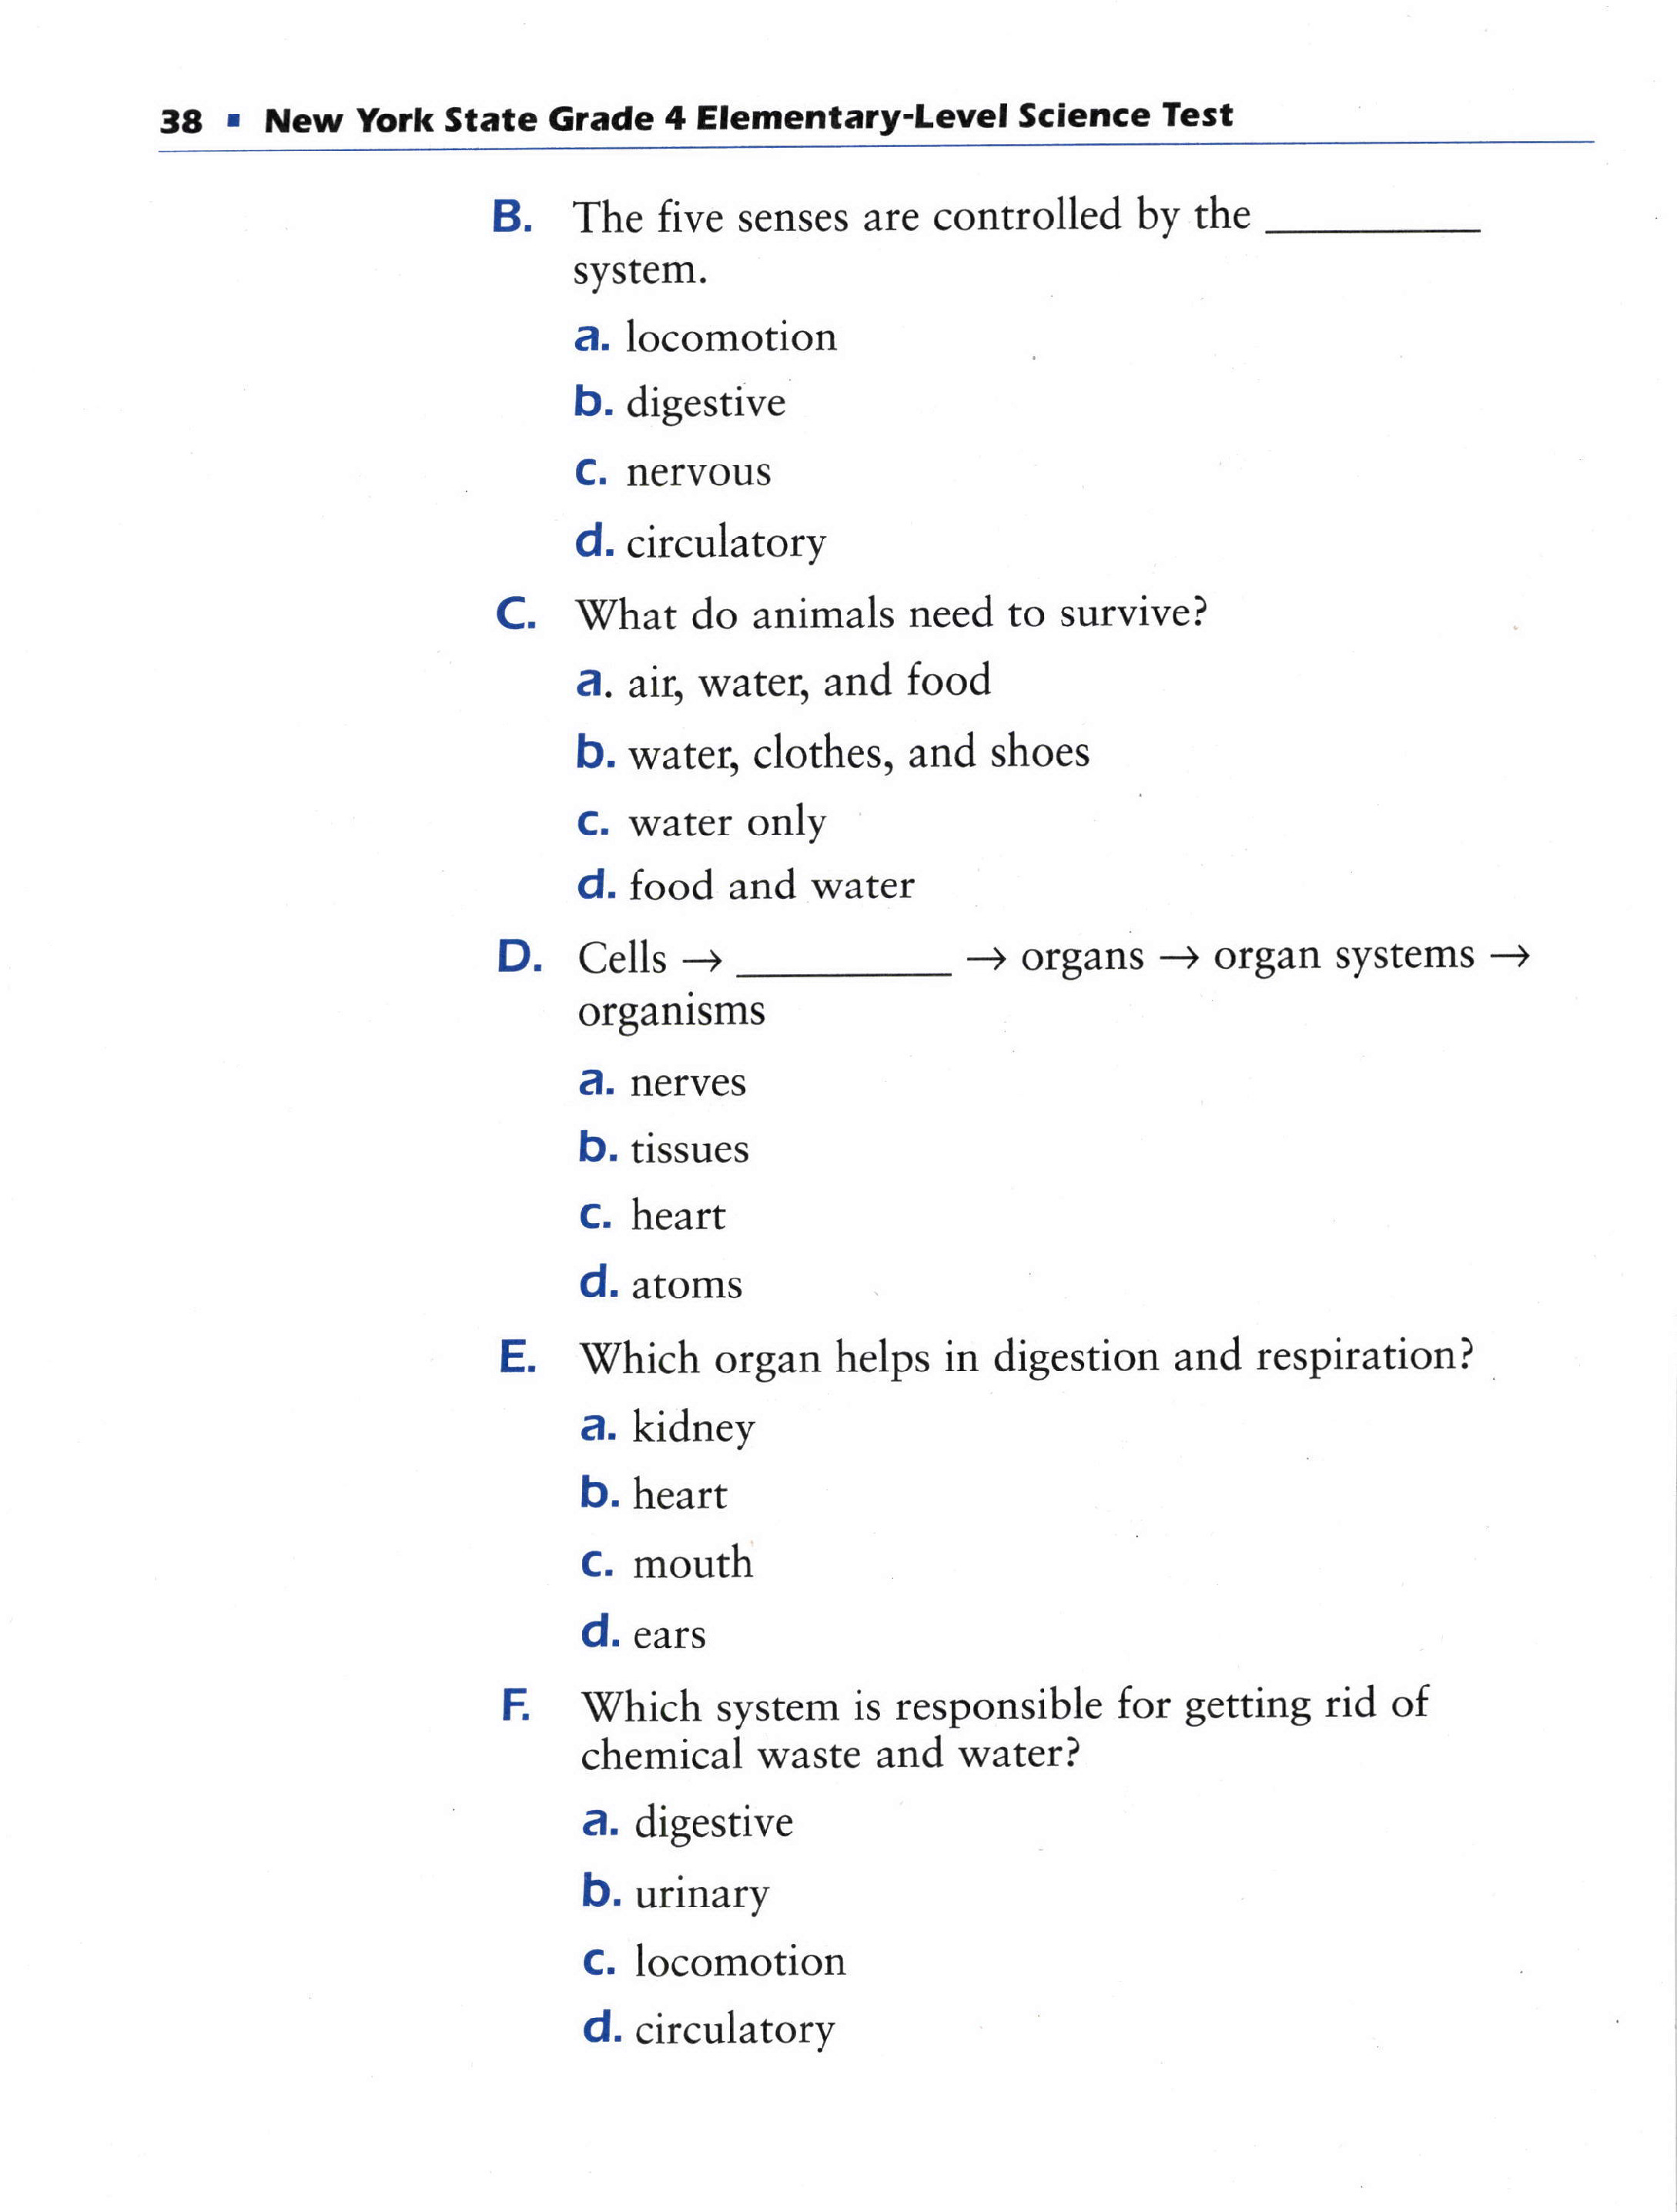 38 ▪ New York State Grade 4 Elementary-Level Science Test
B. The five senses are controlled by the __________
system.
a. locomotion
b. digestive
c. nervous
d. circulatory
C. What do animals need to survive?
a. air, water, and food
b. water, clothes, and shoes
c. water only
d. food and water
D. Cells → __________ → organs → organ systems →
organisms
a. nerves
b. tissues
c. heart
d. atoms
E. Which organ helps in digestion and respiration?
a. kidney
b. heart
c. mouth
d. ears
F. Which system is responsible for getting rid of
chemical waste and water?
a. digestive
b. urinary
c. locomotion
d. circulatory